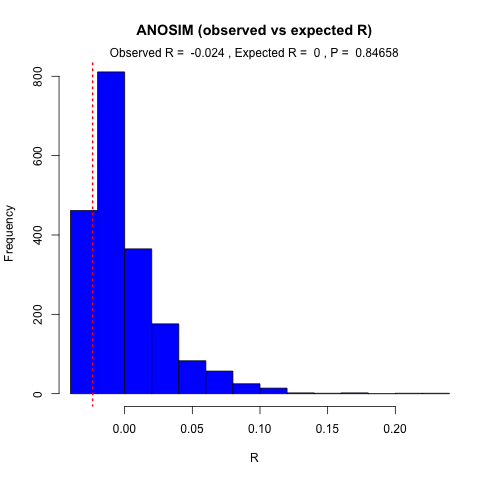 ANOSIM (observed vs expected R)
Observed R =  -0.024 , Expected R =  0 , P =  0.84658
Frequency
800
600
400
200
0
0.00 0.05 0.10 0.15 0.20
R